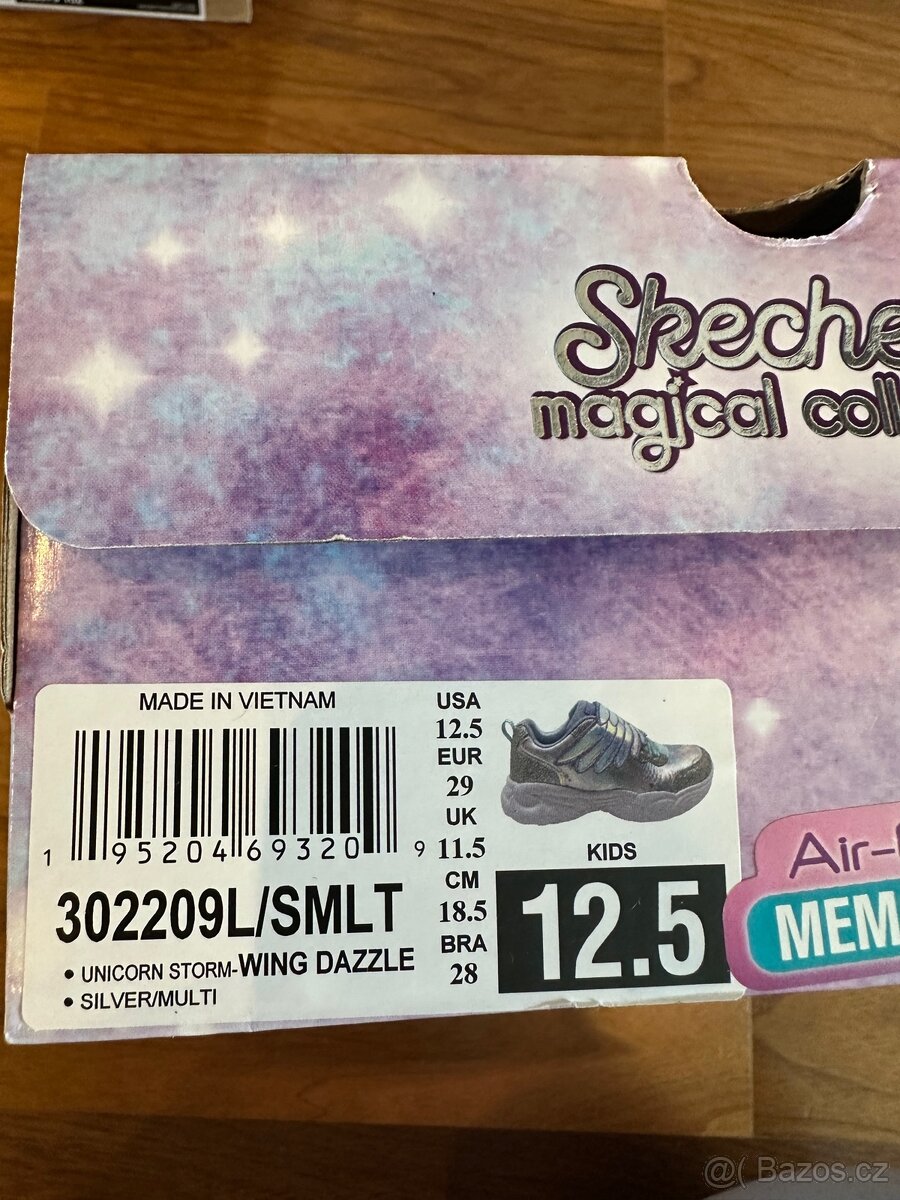 Skeche
magical coll
MADE IN VIETNAM
1 95204 69320 9
302209L/SMLT
• UNICORN STORM-WING DAZZLE
• SILVER/MULTI
USA
12.5
EUR
29
UK
11.5
CM
18.5
BRA
28
KIDS
12.5
Air-
MEM
@( Bazos.cz